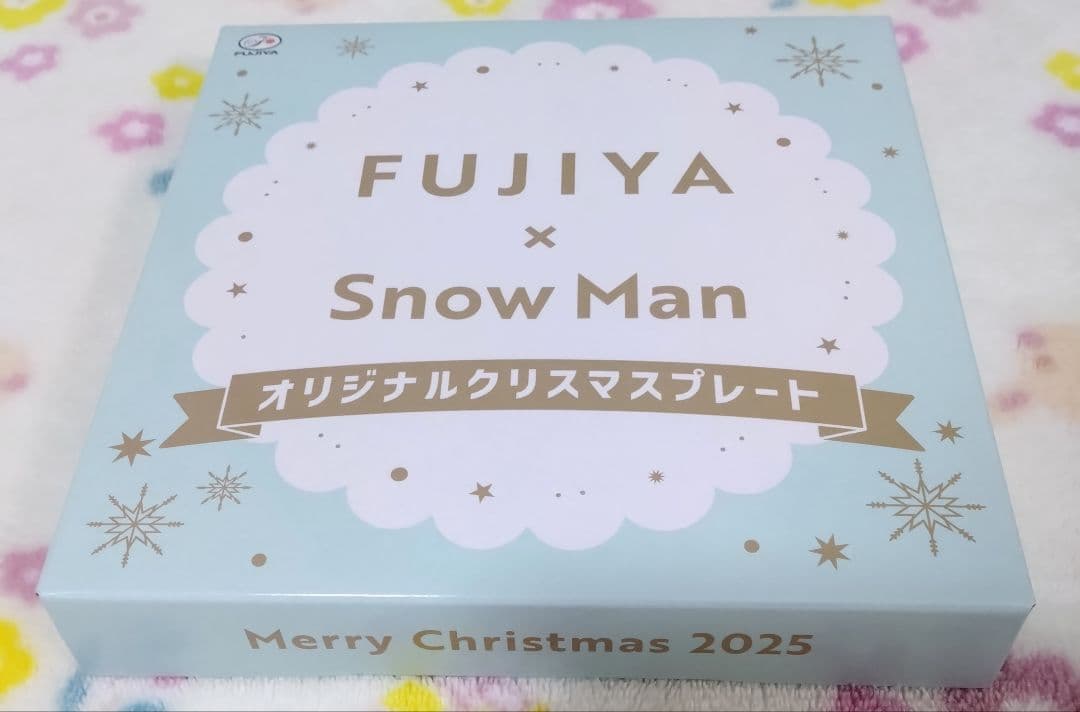 FUJIYA
FUJIYA
×
Snow Man
オリジナルクリスマスプレート
Merry Christmas 2025